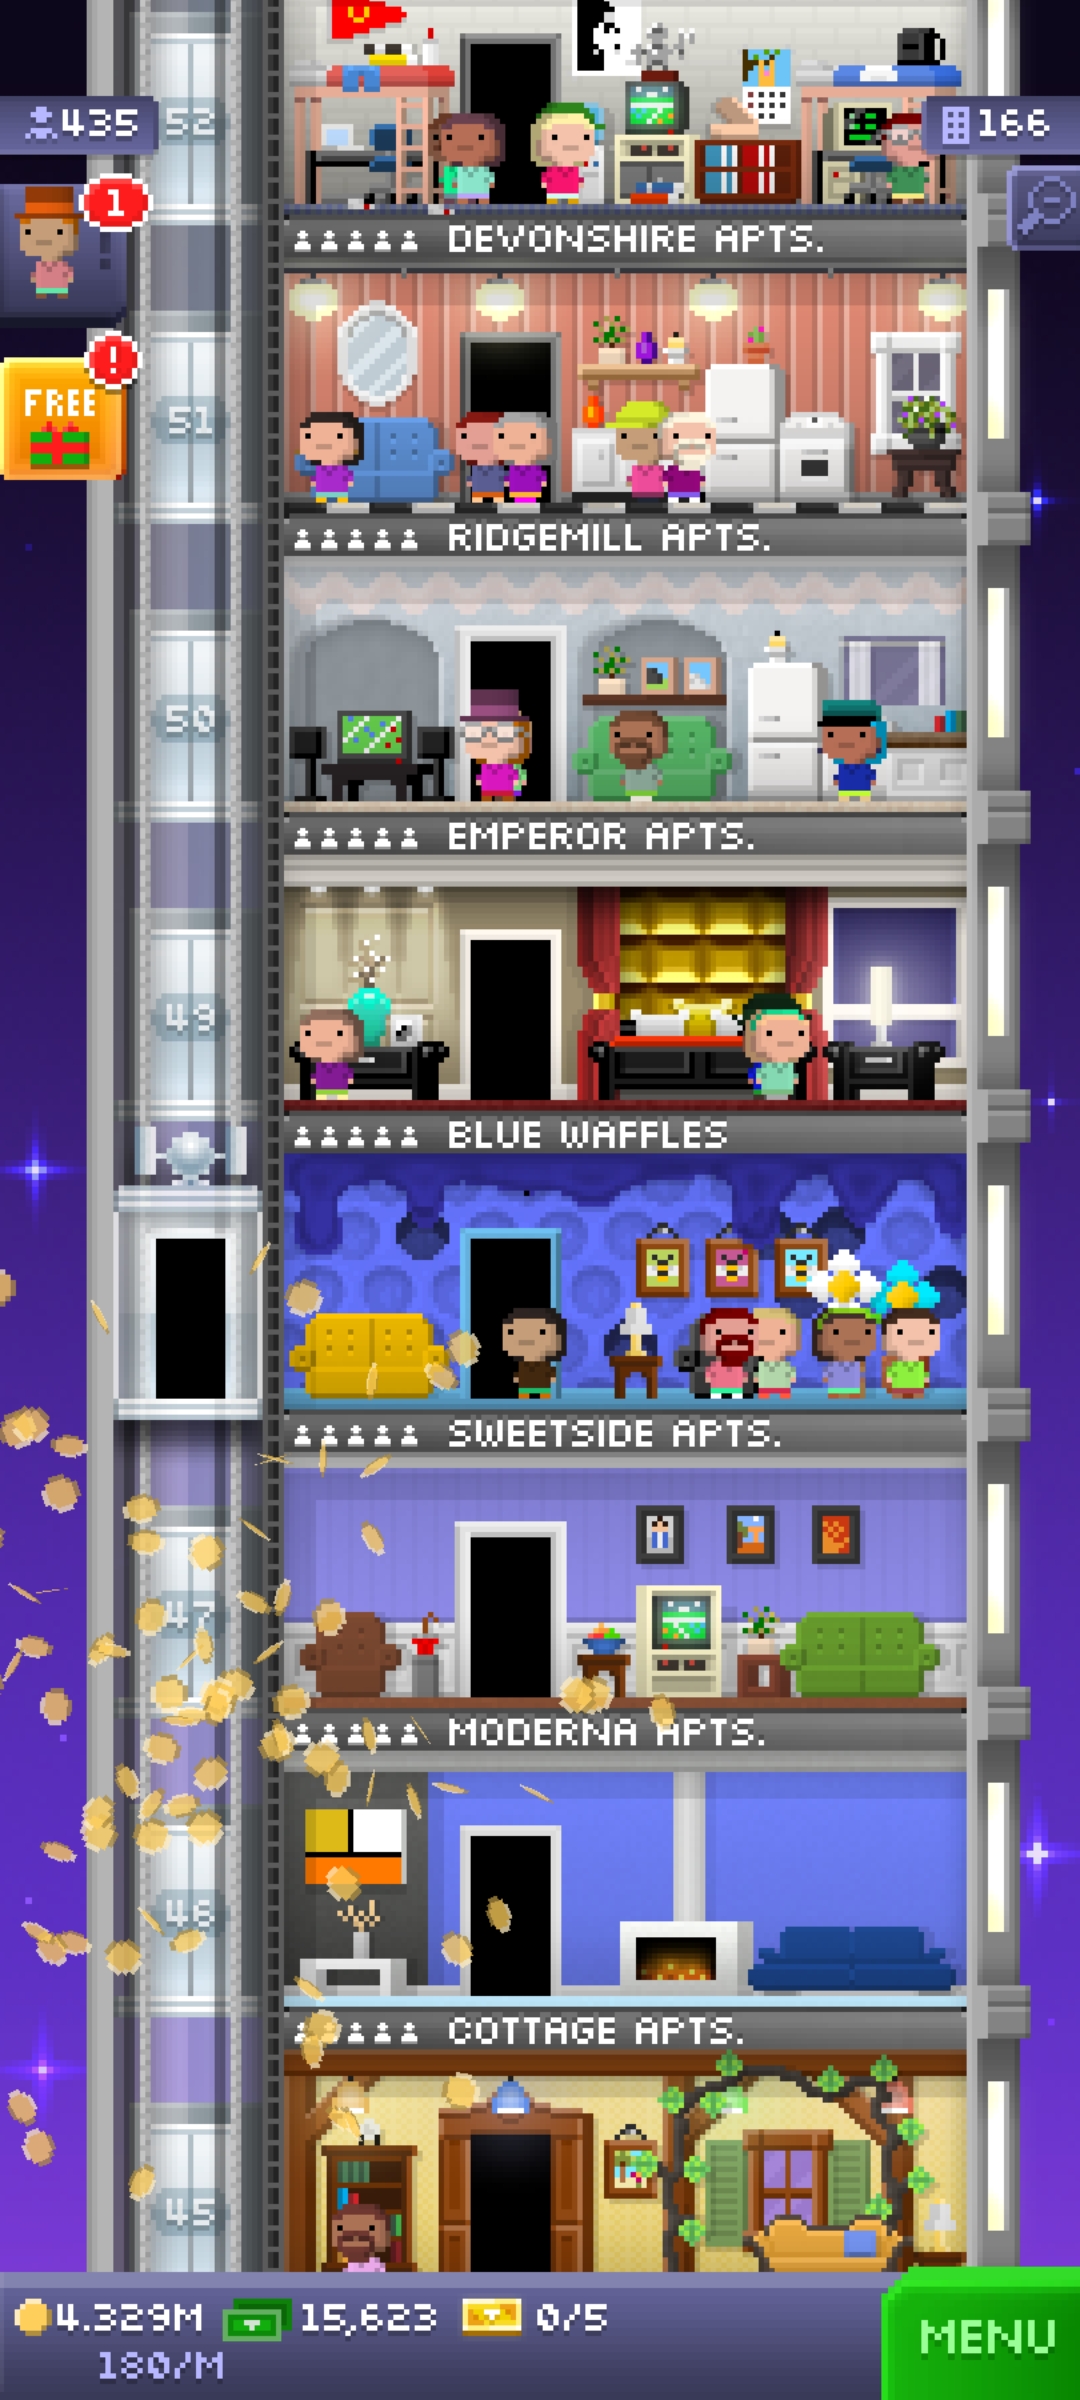 52
435
166
1
DEVONSHIRE APTS.
!
FREE
51
RIDGEMILL APTS.
50
EMPEROR APTS.
49
BLUE WAFFLES
SWEETSIDE APTS.
47
MODERNA APTS.
46
COTTAGE APTS.
45
4.329M
15,623
0/5
MENU
180/M